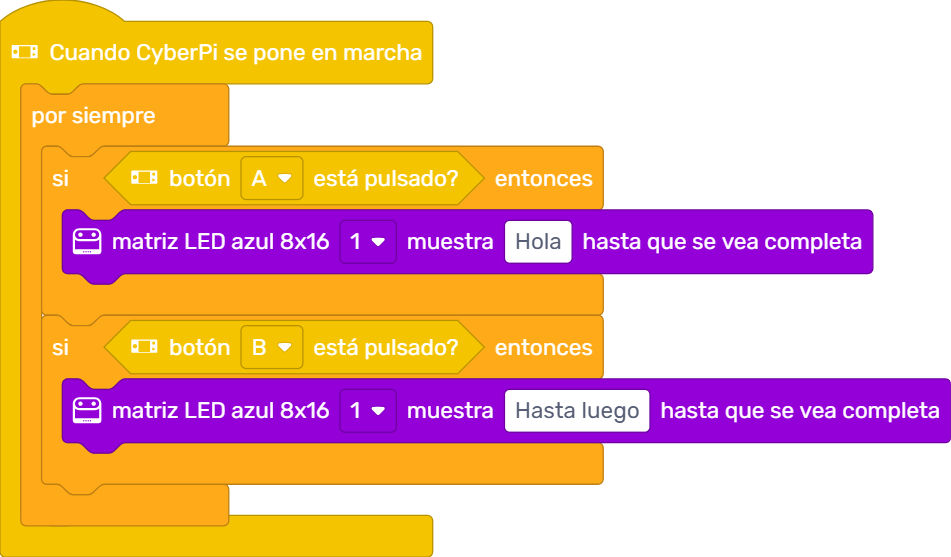 Cuando CyberPi se pone en marcha
por siempre
si botón A está pulsado? entonces
matriz LED azul 8x16 1 muestra Hola hasta que se vea completa
si botón B está pulsado? entonces
matriz LED azul 8x16 1 muestra Hasta luego hasta que se vea completa